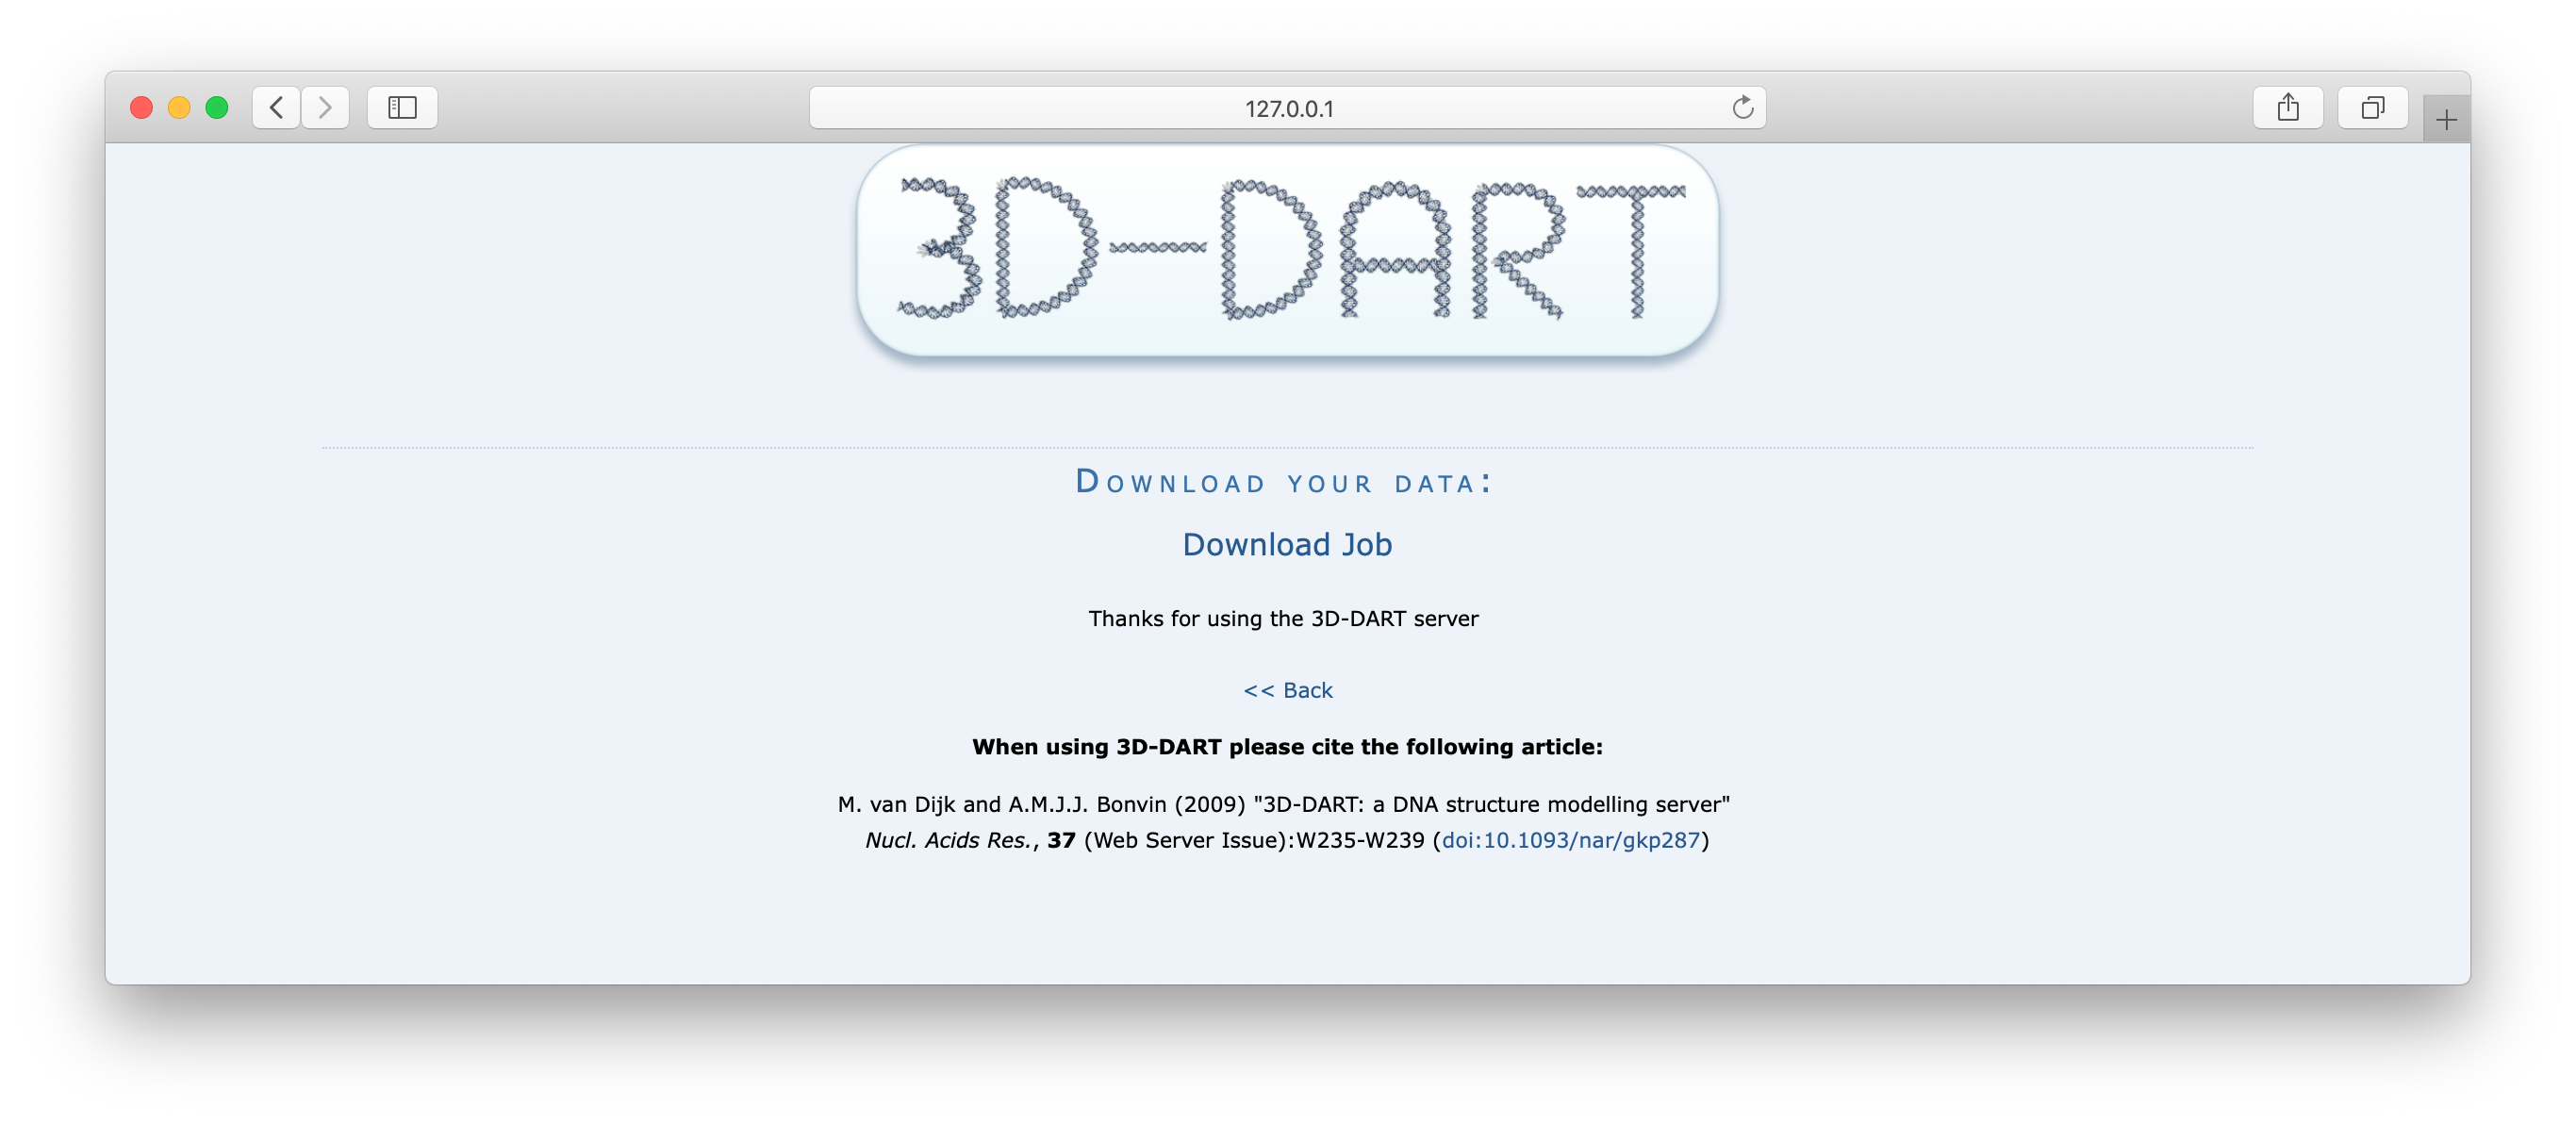 127.0.0.1
3D-DART
Download your data:
Download Job
Thanks for using the 3D-DART server
<< Back
When using 3D-DART please cite the following article:
M. van Dijk and A.M.J.J. Bonvin (2009) "3D-DART: a DNA structure modelling server"
Nucl. Acids Res., 37 (Web Server Issue):W235-W239 (doi:10.1093/nar/gkp287)